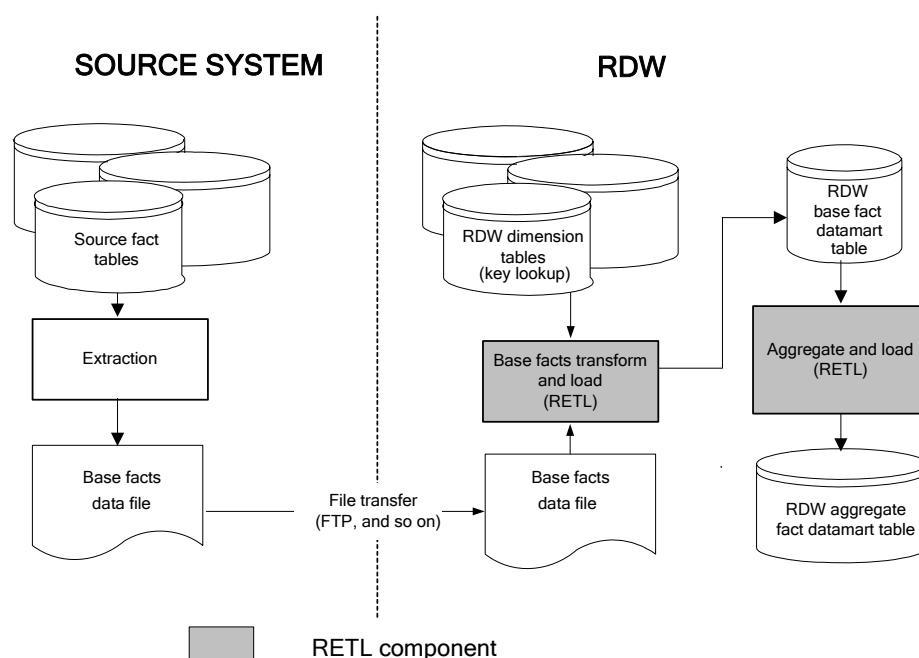 SOURCE SYSTEM
RDW
Source fact
tables
RDW dimension
tables
(key lookup)
RDW
base fact
datamart
table
Extraction
Base facts transform
and load
(RETL)
Aggregate and load
(RETL)
Base facts
data file
File transfer
(FTP, and so on)
Base facts
data file
RDW aggregate
fact datamart table
RETL component